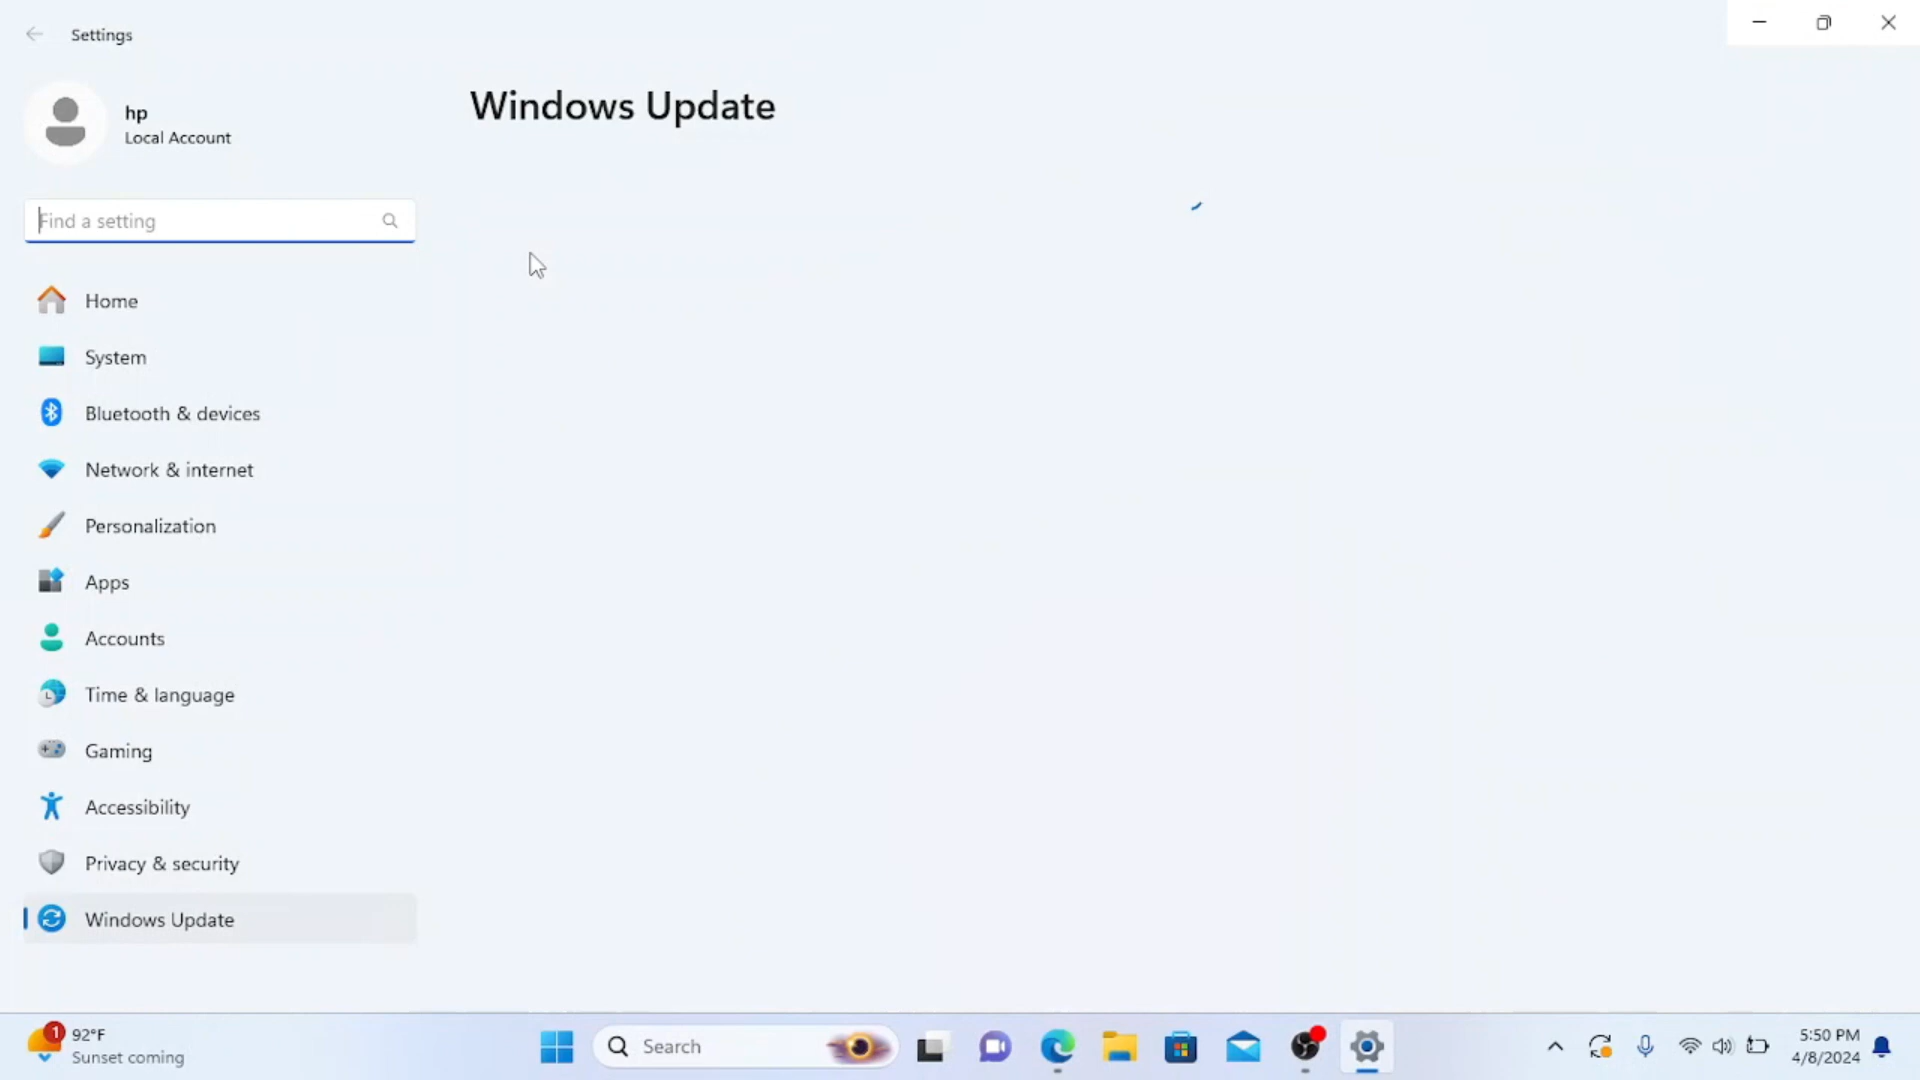 Settings
hp
Local Account
Windows Update
Find a setting
Home
System
Bluetooth & devices
Network & internet
Personalization
Apps
Accounts
Time & language
Gaming
Accessibility
Privacy & security
Windows Update
1
92°F
Sunset coming
Search
5:50 PM
4/8/2024